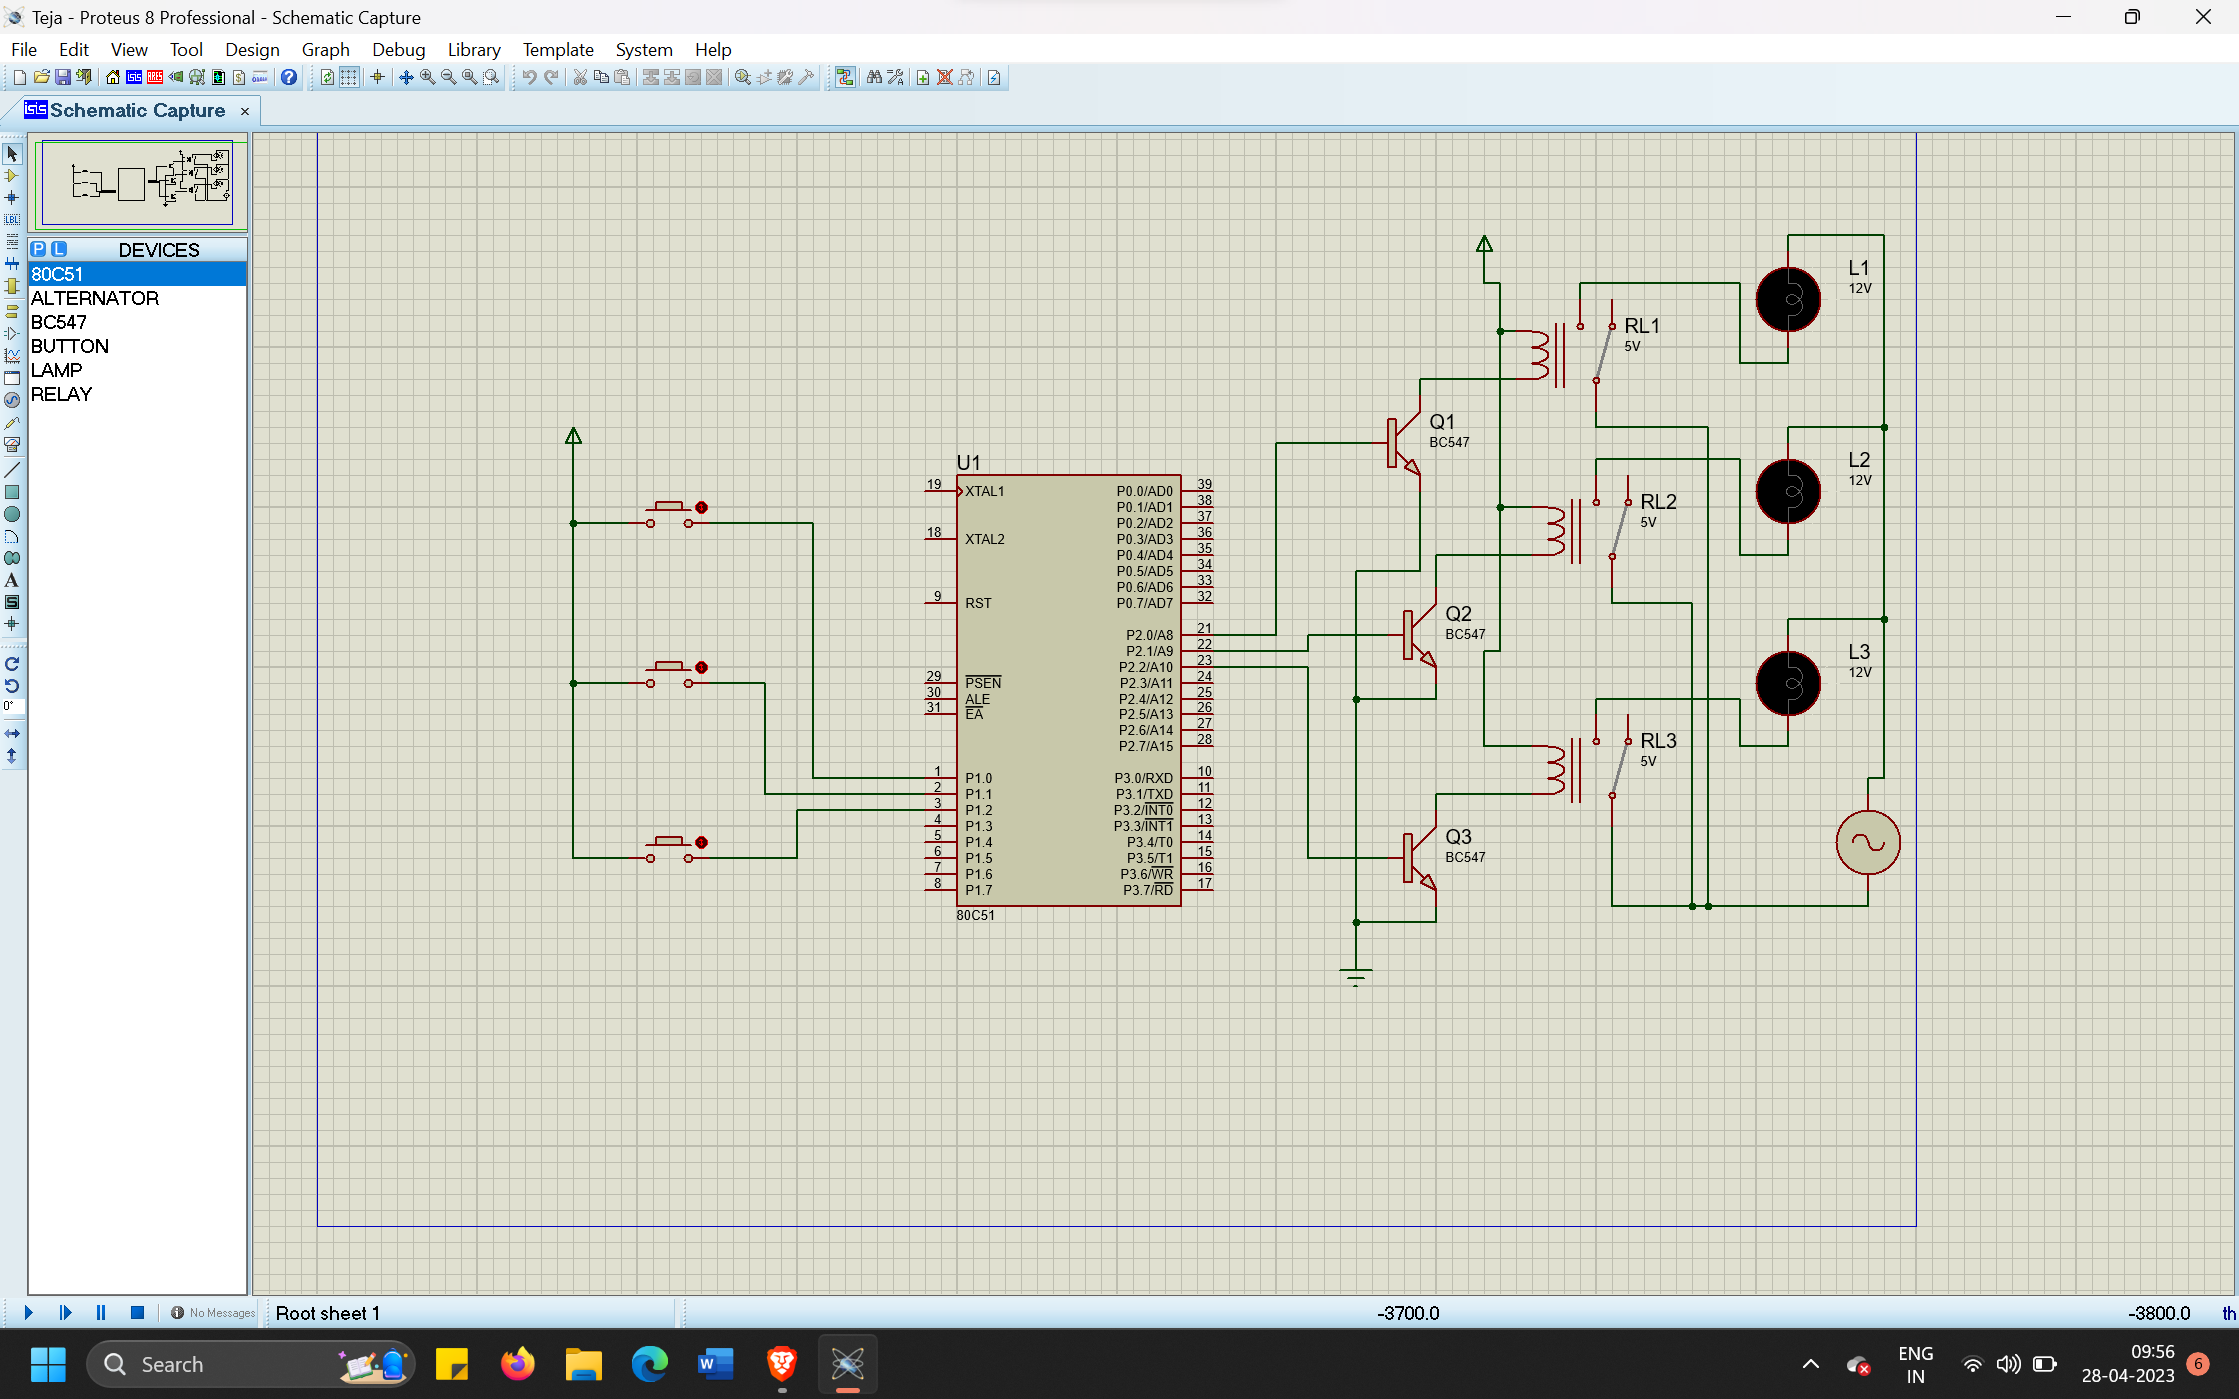 Teja - Proteus 8 Professional - Schematic Capture
File Edit View Tool Design Graph Debug Library Template System Help
Schematic Capture ×
P L DEVICES
80C51
ALTERNATOR
BC547
BUTTON
LAMP
RELAY
LBL
A
0°
U1
19 XTAL1
18 XTAL2
9 RST
29 PSEN
30 ALE
31 EA
1 P1.0
2 P1.1
3 P1.2
4 P1.3
5 P1.4
6 P1.5
7 P1.6
8 P1.7
P0.0/AD0 39
P0.1/AD1 38
P0.2/AD2 37
P0.3/AD3 36
P0.4/AD4 35
P0.5/AD5 34
P0.6/AD6 33
P0.7/AD7 32
P2.0/A8 21
P2.1/A9 22
P2.2/A10 23
P2.3/A11 24
P2.4/A12 25
P2.5/A13 26
P2.6/A14 27
P2.7/A15 28
P3.0/RXD 10
P3.1/TXD 11
P3.2/INT0 12
P3.3/INT1 13
P3.4/T0 14
P3.5/T1 15
P3.6/WR 16
P3.7/RD 17
80C51
Q1
BC547
Q2
BC547
Q3
BC547
RL1
5V
RL2
5V
RL3
5V
L1
12V
L2
12V
L3
12V
No Messages Root sheet 1 -3700.0 -3800.0 th
Search
ENG
IN
09:56
28-04-2023
6